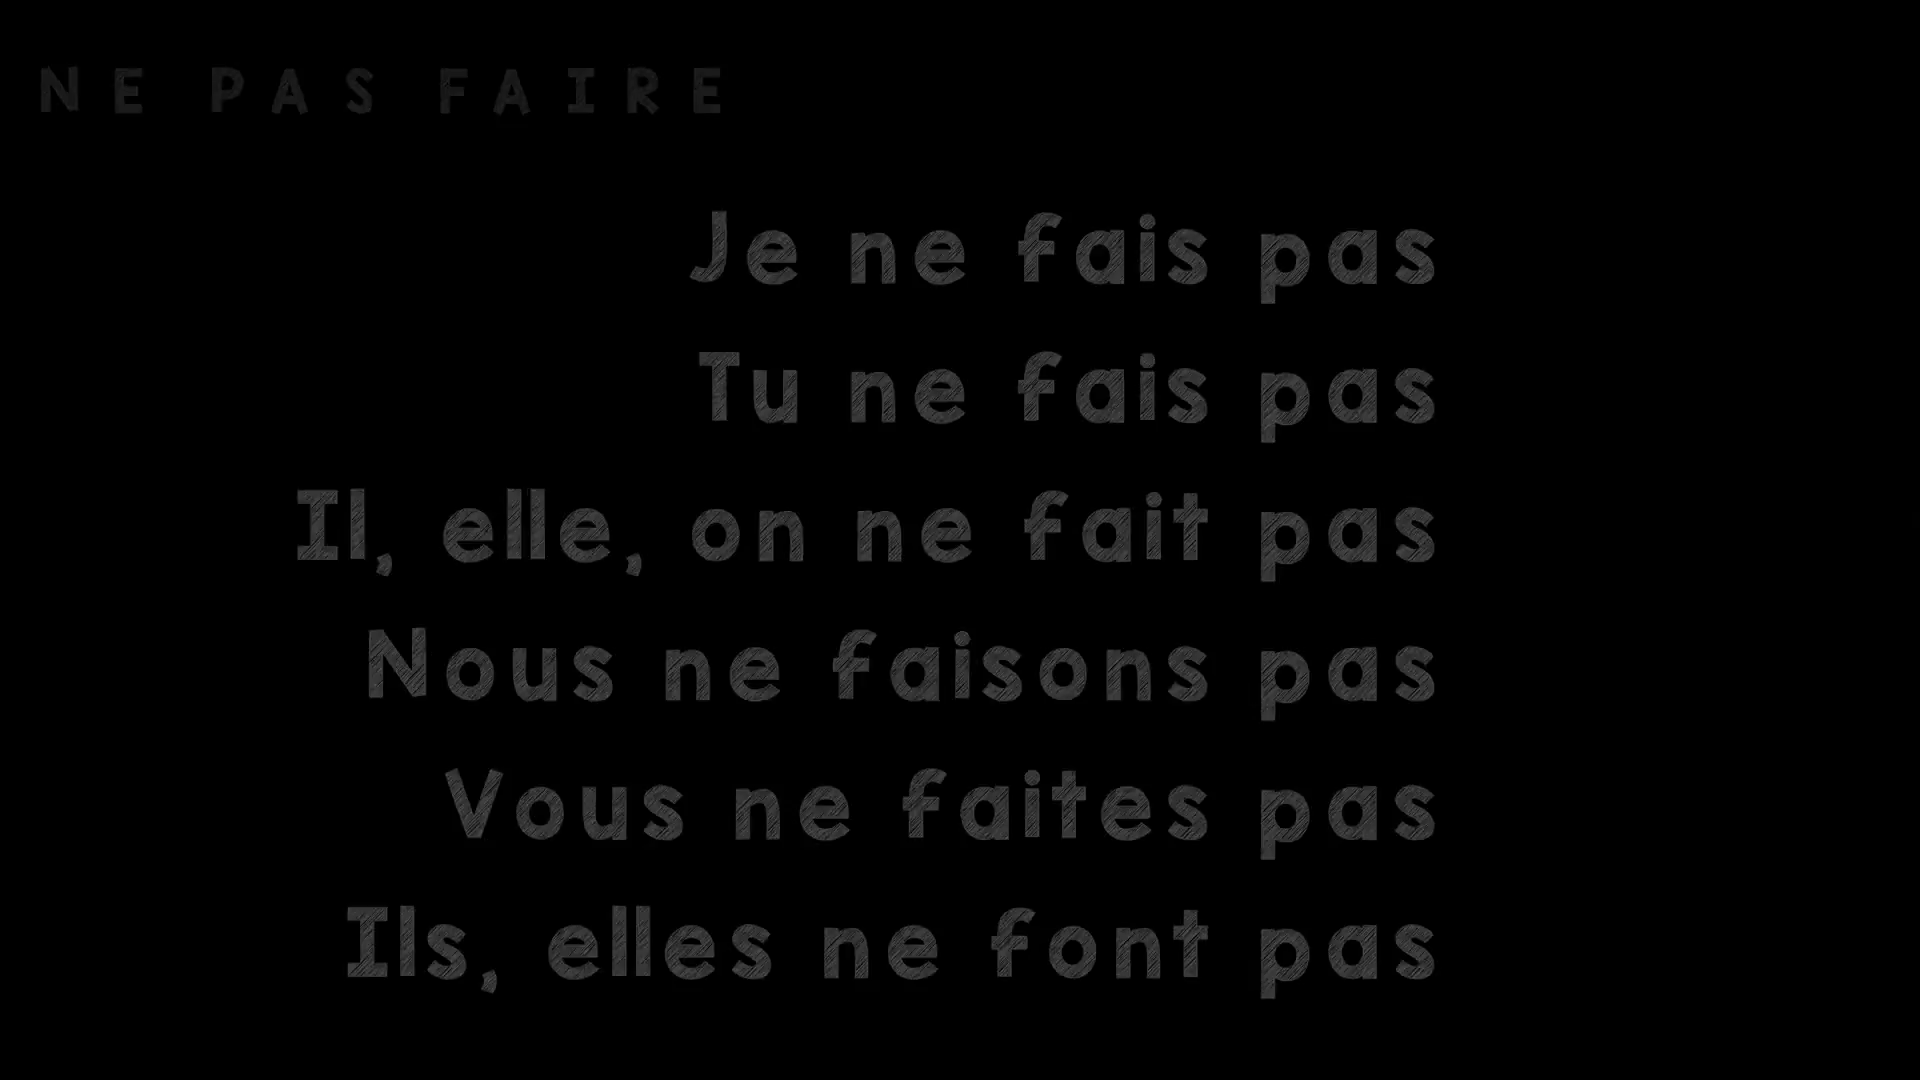 NE PAS FAIRE
Je ne fais pas
Tu ne fais pas
Il, elle, on ne fait pas
Nous ne faisons pas
Vous ne faites pas
Ils, elles ne font pas